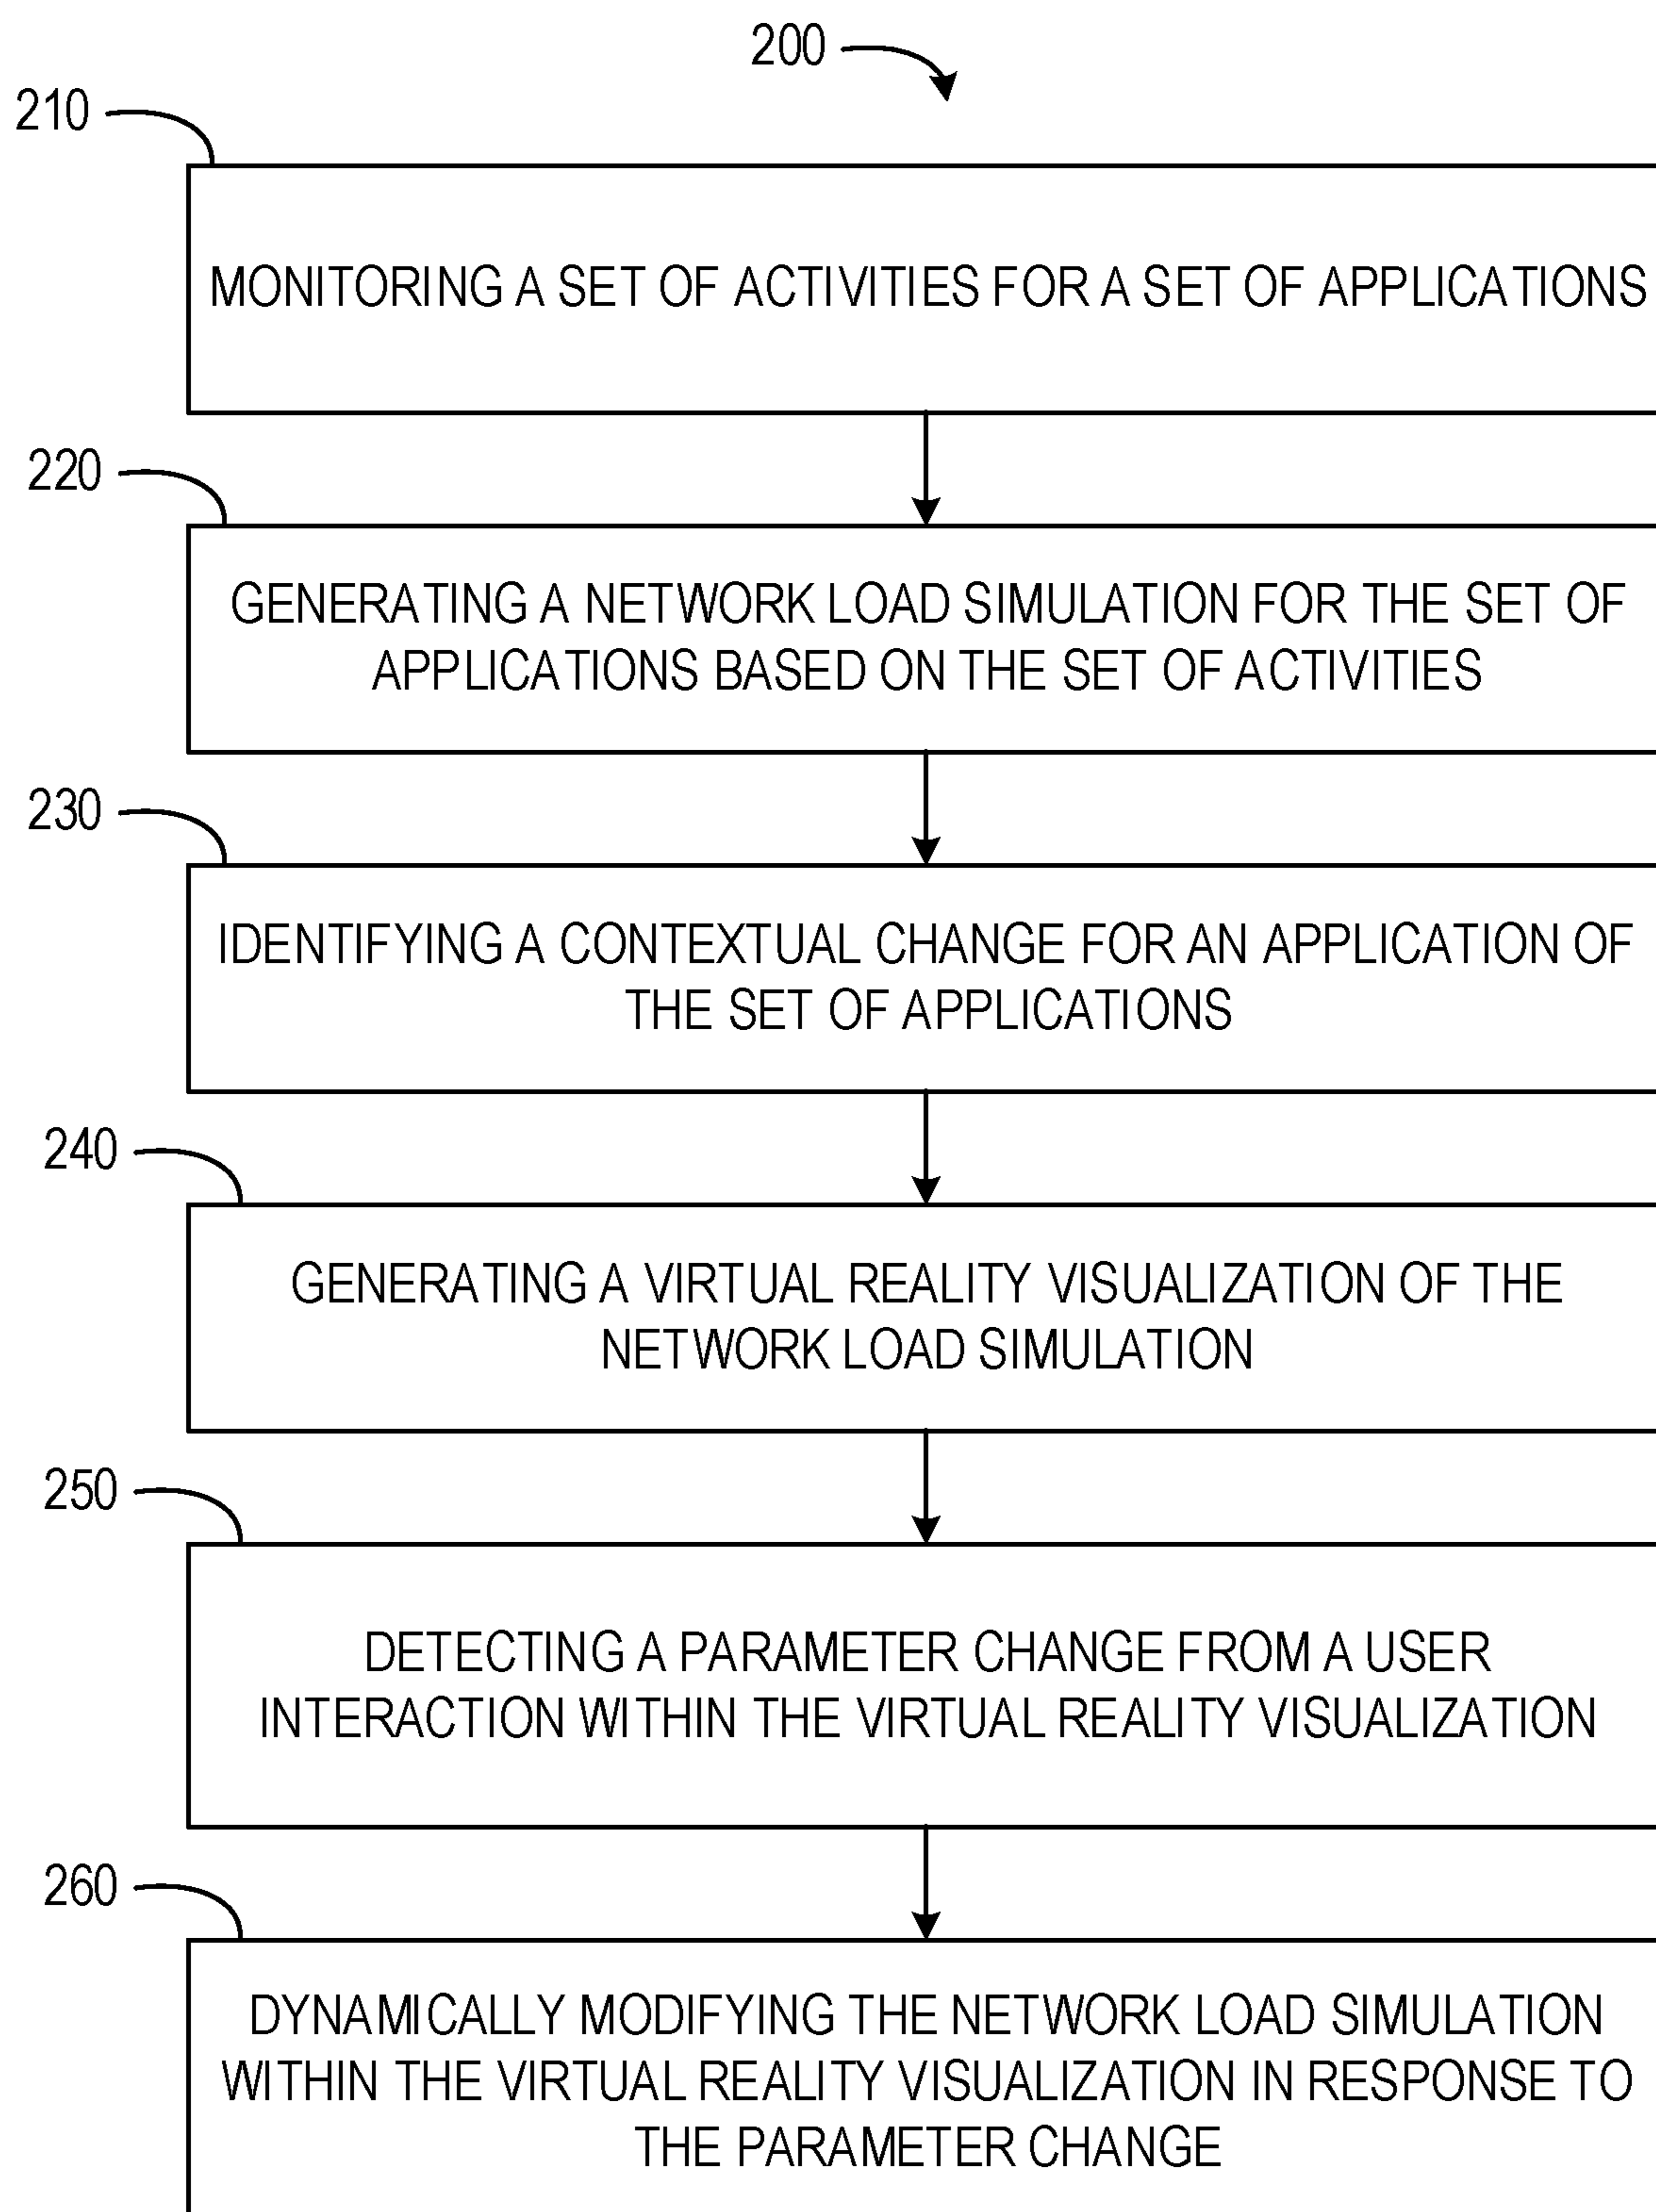 200
210
MONITORING A SET OF ACTIVITIES FOR A SET OF APPLICATIONS
220
GENERATING A NETWORK LOAD SIMULATION FOR THE SET OF
APPLICATIONS BASED ON THE SET OF ACTIVITIES
230
IDENTIFYING A CONTEXTUAL CHANGE FOR AN APPLICATION OF
THE SET OF APPLICATIONS
240
GENERATING A VIRTUAL REALITY VISUALIZATION OF THE
NETWORK LOAD SIMULATION
250
DETECTING A PARAMETER CHANGE FROM A USER
INTERACTION WITHIN THE VIRTUAL REALITY VISUALIZATION
260
DYNAMICALLY MODIFYING THE NETWORK LOAD SIMULATION
WITHIN THE VIRTUAL REALITY VISUALIZATION IN RESPONSE TO
THE PARAMETER CHANGE